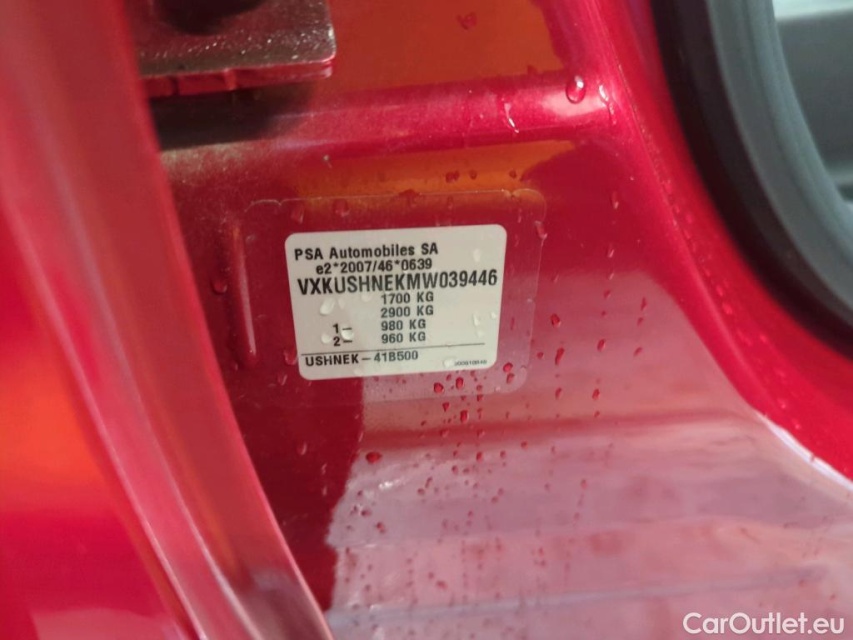 PSA Automobiles SA
e2*2007/46*0639
VXKUSHNEKMW039446
1700 KG
2900 KG
1- 980 KG
2- 960 KG
USHNEK-41B500
CarOutlet.eu